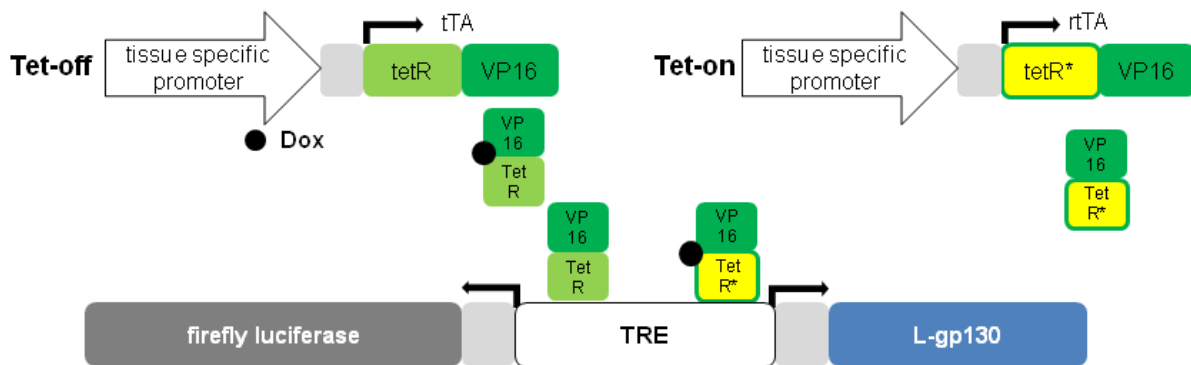 tTA
rtTA
Tet-off
tissue specific
promoter
tetR
VP16
Tet-on
tissue specific
promoter
tetR*
VP16
Dox
VP
16
Tet
R
VP
16
Tet
R*
VP
16
Tet
R
VP
16
Tet
R*
firefly luciferase
TRE
L-gp130